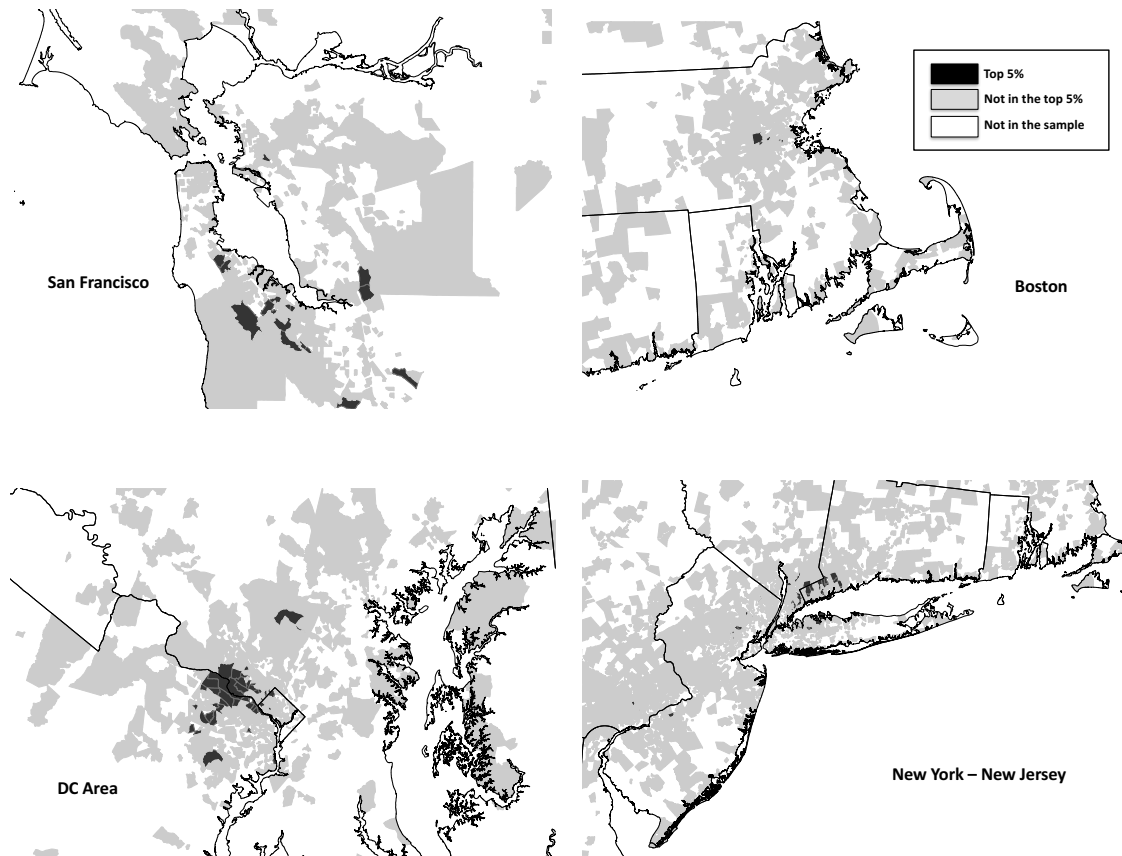 Top 5%
Not in the top 5%
Not in the sample
San Francisco
Boston
DC Area
New York – New Jersey